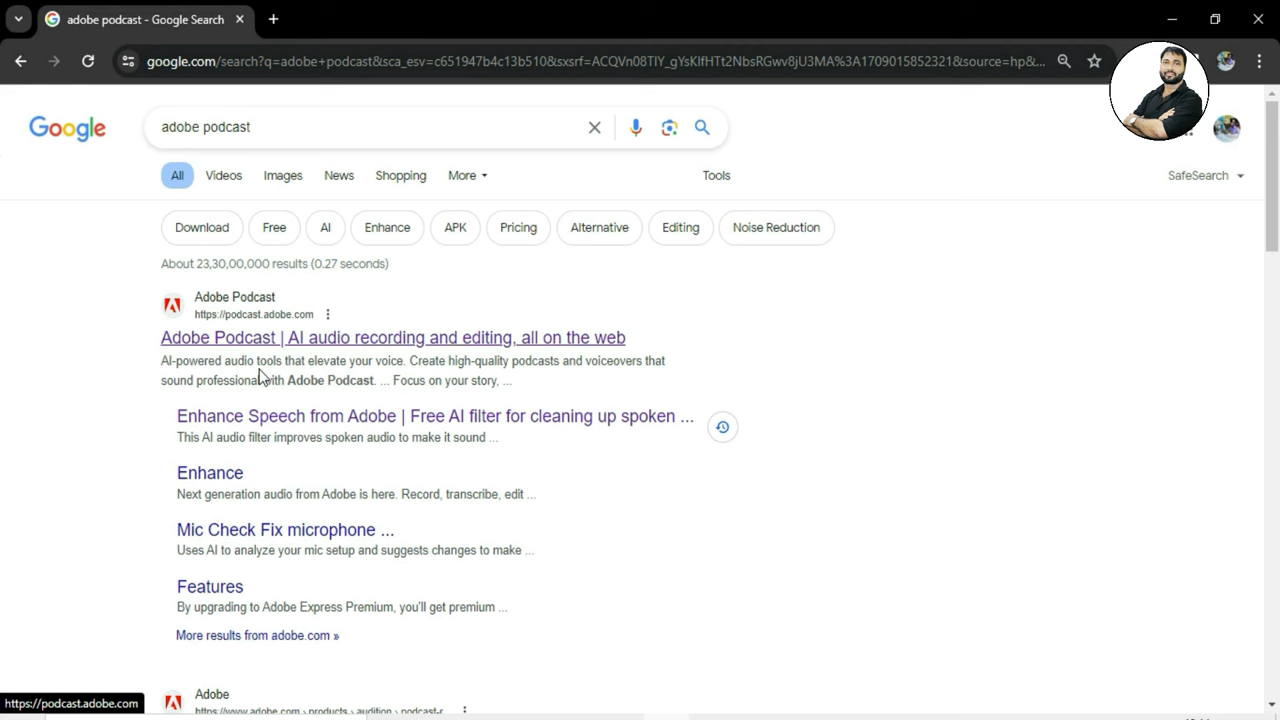 adobe podcast - Google Search
google.com/search?q=adobe+podcast&sca_esv=c651947b4c13b510&sxsrf=ACQVn08TIY_gYsKlfHTt2NbsRGwv8jU3MA%3A1709015852321&source=hp&...
Google
adobe podcast
All Videos Images News Shopping More Tools SafeSearch
Download Free AI Enhance APK Pricing Alternative Editing Noise Reduction
About 23,30,00,000 results (0.27 seconds)
Adobe Podcast
https://podcast.adobe.com
Adobe Podcast | AI audio recording and editing, all on the web
AI-powered audio tools that elevate your voice. Create high-quality podcasts and voiceovers that
sound professional with Adobe Podcast. ... Focus on your story, ...
Enhance Speech from Adobe | Free AI filter for cleaning up spoken ...
This AI audio filter improves spoken audio to make it sound ...
Enhance
Next generation audio from Adobe is here. Record, transcribe, edit ...
Mic Check Fix microphone ...
Uses AI to analyze your mic setup and suggests changes to make ...
Features
By upgrading to Adobe Express Premium, you'll get premium ...
More results from adobe.com »
Adobe
https://www.adobe.com › products › audition › podcast-r
https://podcast.adobe.com